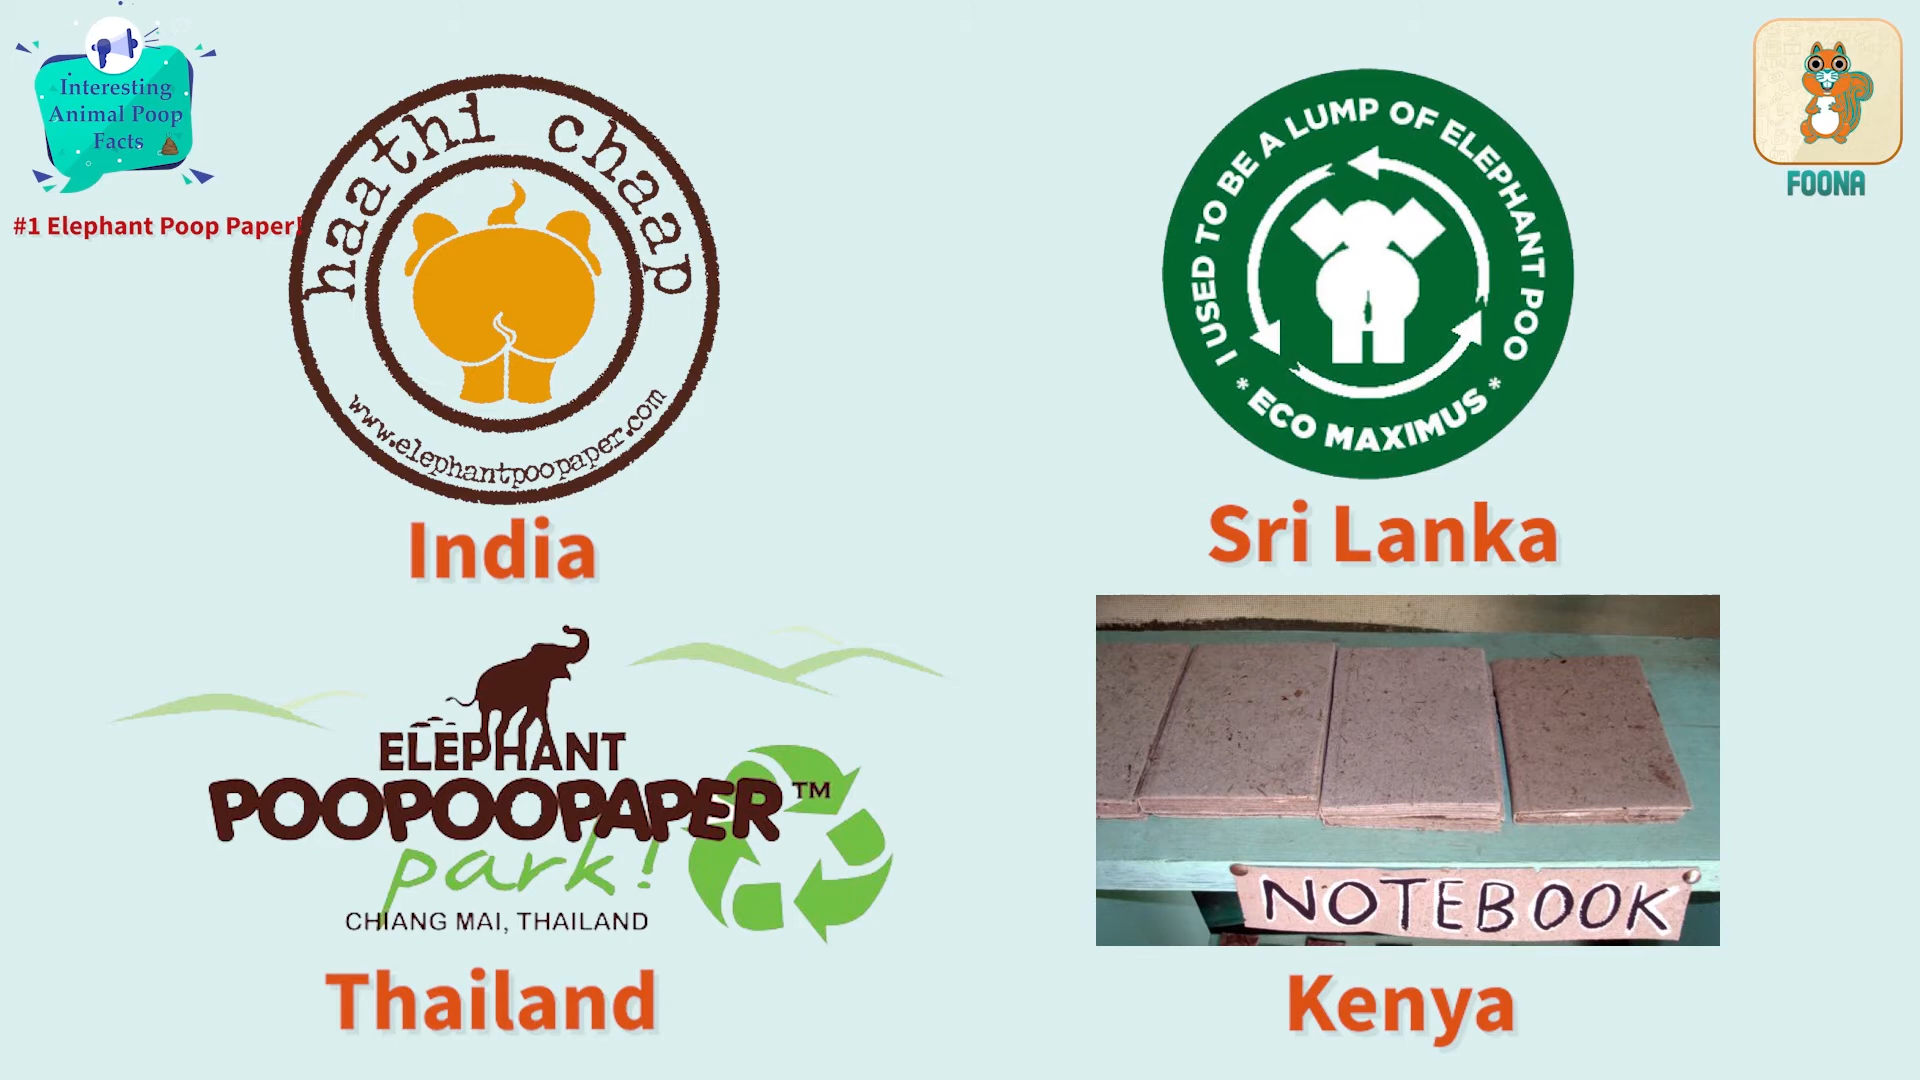 Interesting
Animal Poop
Facts
#1 Elephant Poop Paper!
haathi chaap
www.elephantpoopaper.com
India
I USED TO BE A LUMP OF ELEPHANT POO
* ECO MAXIMUS *
Sri Lanka
FOONA
ELEPHANT
POOPOOPAPER™
park!
CHIANG MAI, THAILAND
Thailand
NOTEBOOK
Kenya